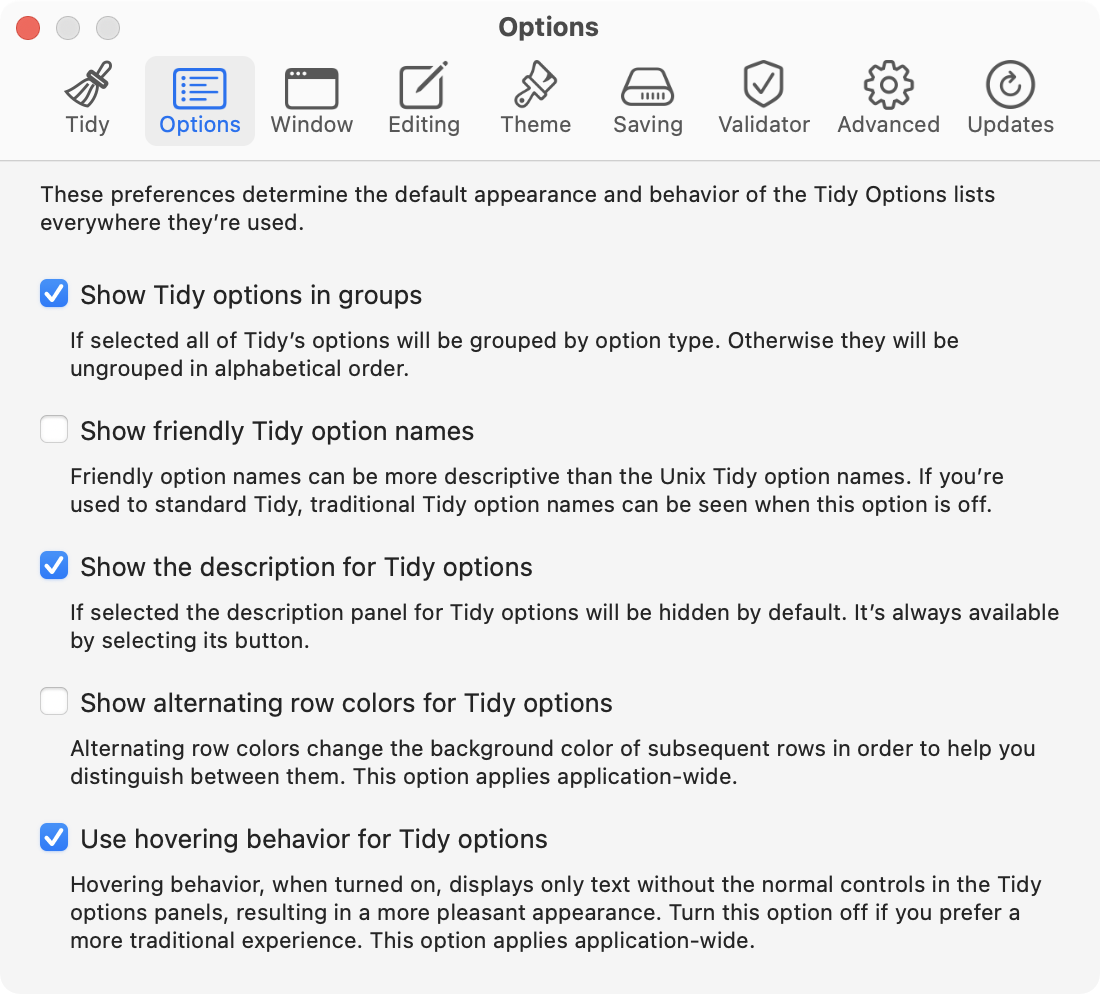 Options
Tidy
Options
Window
Editing
Theme
Saving
Validator
Advanced
Updates
These preferences determine the default appearance and behavior of the Tidy Options lists
everywhere they’re used.
Show Tidy options in groups
If selected all of Tidy’s options will be grouped by option type. Otherwise they will be
ungrouped in alphabetical order.
Show friendly Tidy option names
Friendly option names can be more descriptive than the Unix Tidy option names. If you’re
used to standard Tidy, traditional Tidy option names can be seen when this option is off.
Show the description for Tidy options
If selected the description panel for Tidy options will be hidden by default. It’s always available
by selecting its button.
Show alternating row colors for Tidy options
Alternating row colors change the background color of subsequent rows in order to help you
distinguish between them. This option applies application-wide.
Use hovering behavior for Tidy options
Hovering behavior, when turned on, displays only text without the normal controls in the Tidy
options panels, resulting in a more pleasant appearance. Turn this option off if you prefer a
more traditional experience. This option applies application-wide.